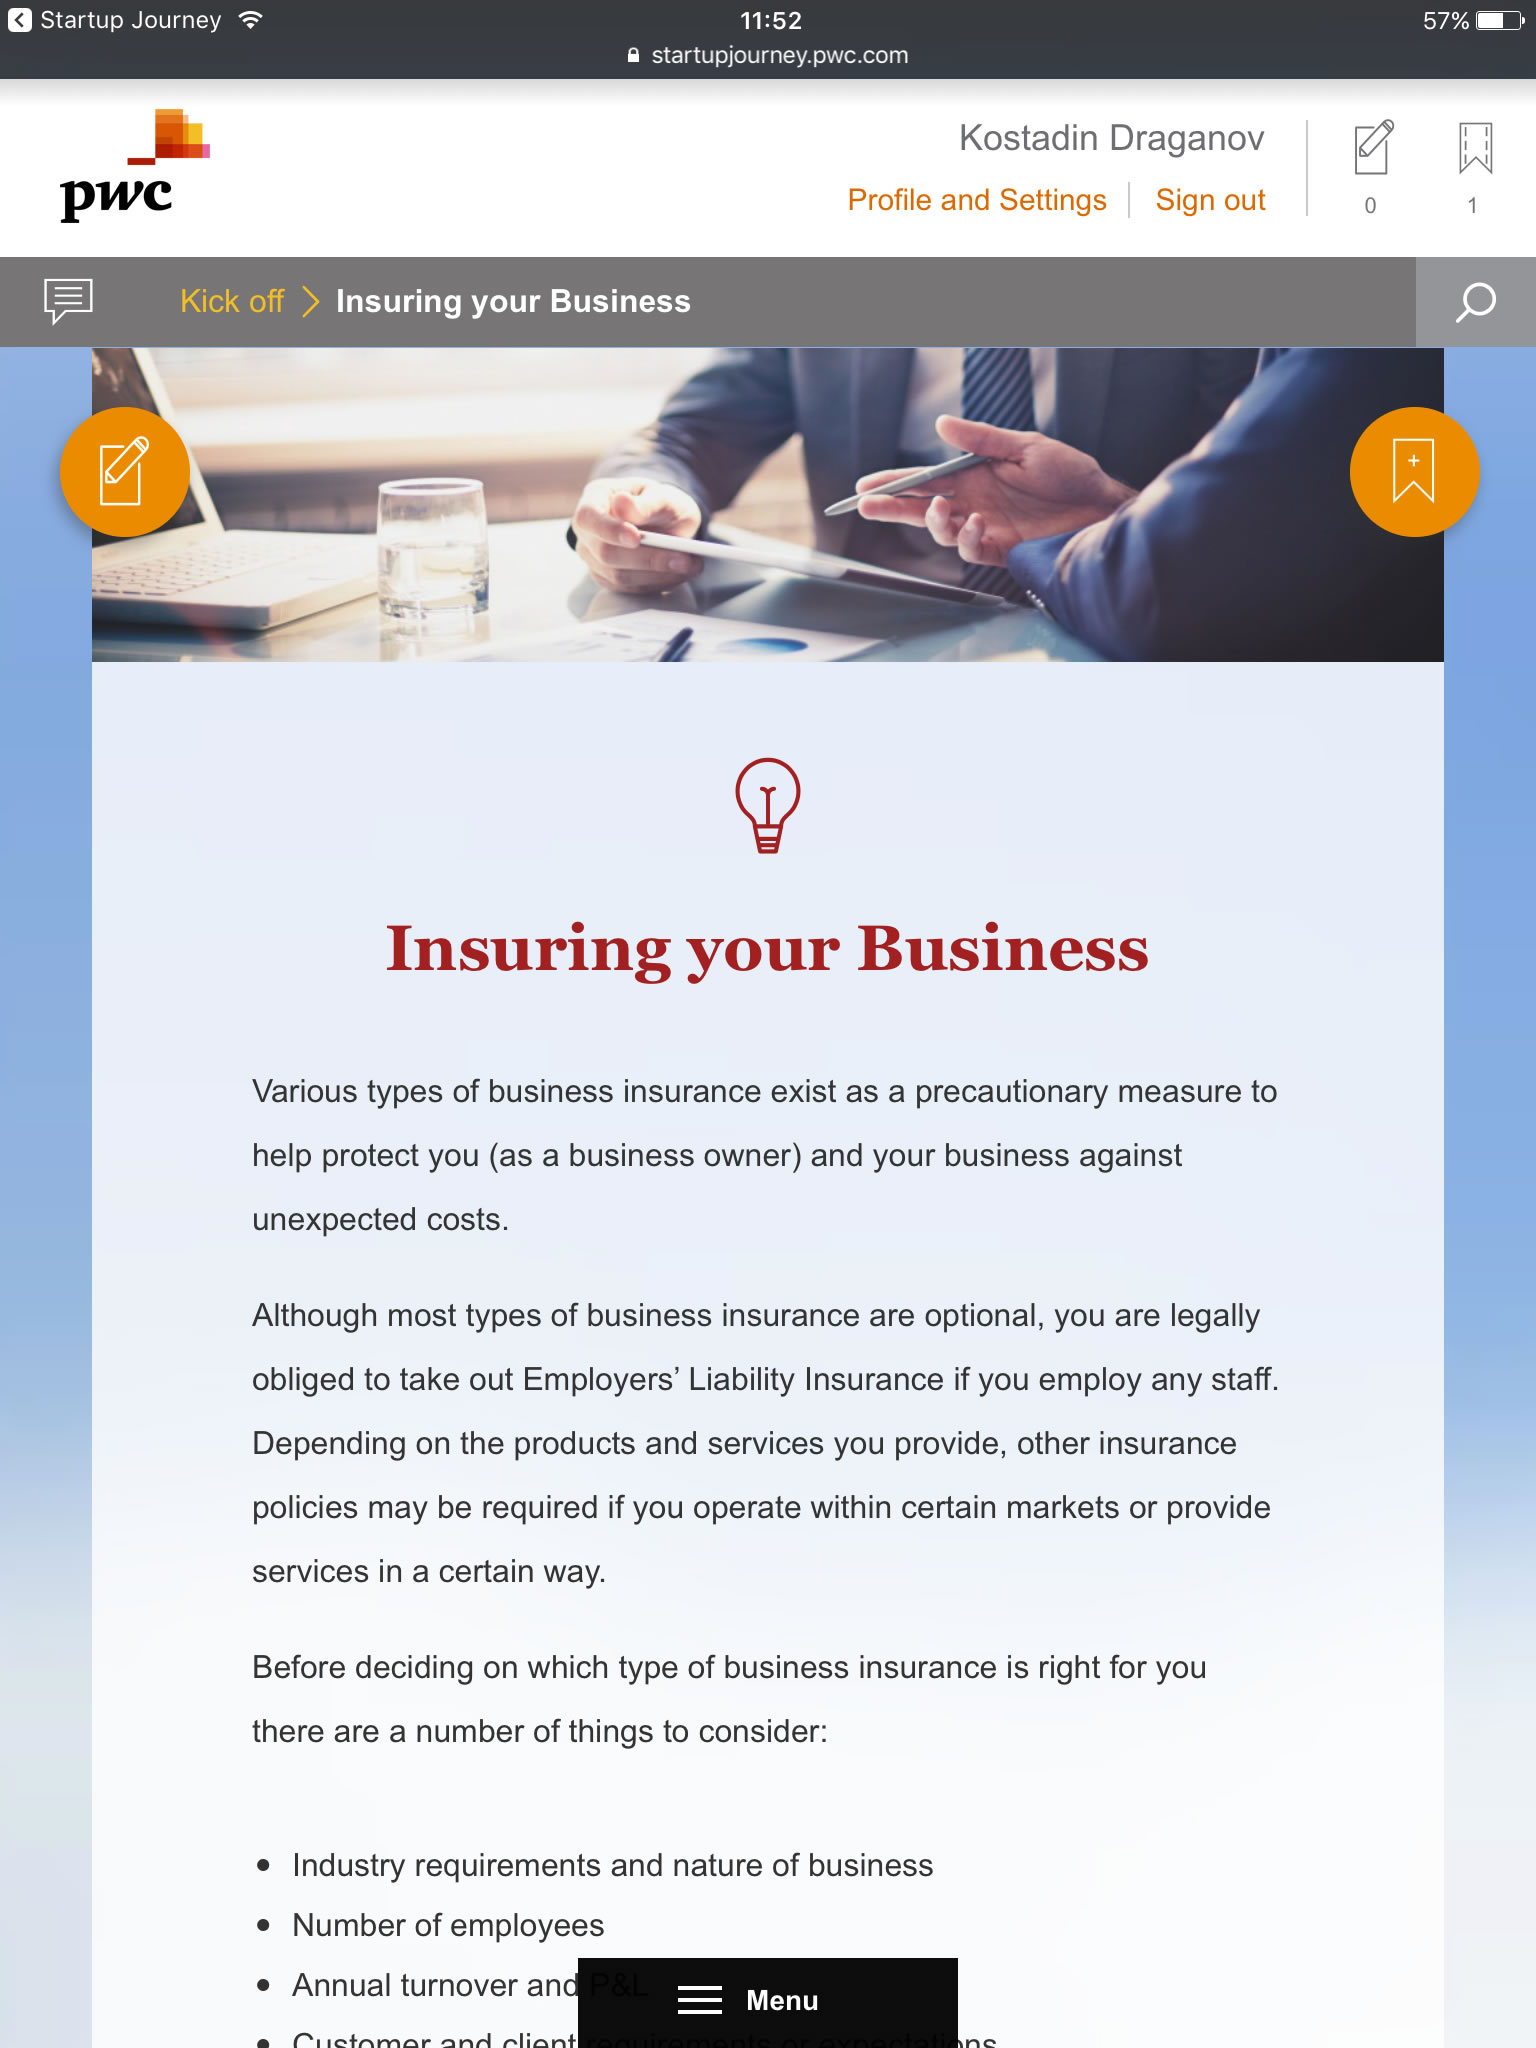 Startup Journey
11:52
57%
startupjourney.pwc.com
pwc
Kostadin Draganov
Profile and Settings
Sign out
0
1
Kick off
Insuring your Business
Insuring your Business
Various types of business insurance exist as a precautionary measure to
help protect you (as a business owner) and your business against
unexpected costs.
Although most types of business insurance are optional, you are legally
obliged to take out Employers’ Liability Insurance if you employ any staff.
Depending on the products and services you provide, other insurance
policies may be required if you operate within certain markets or provide
services in a certain way.
Before deciding on which type of business insurance is right for you
there are a number of things to consider:
• Industry requirements and nature of business
• Number of employees
• Annual turnover and P&L
• Customer and client requirements or expectations
Menu